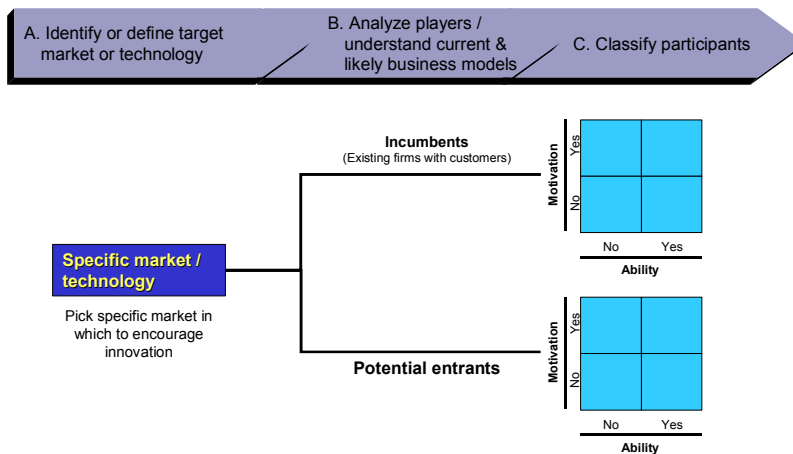 A. Identify or define target
market or technology
B. Analyze players /
understand current &
likely business models
C. Classify participants
Incumbents
(Existing firms with customers)
Motivation
Yes
No
No Yes
Ability
Specific market /
technology
Pick specific market in
which to encourage
innovation
Potential entrants
Motivation
Yes
No
No Yes
Ability